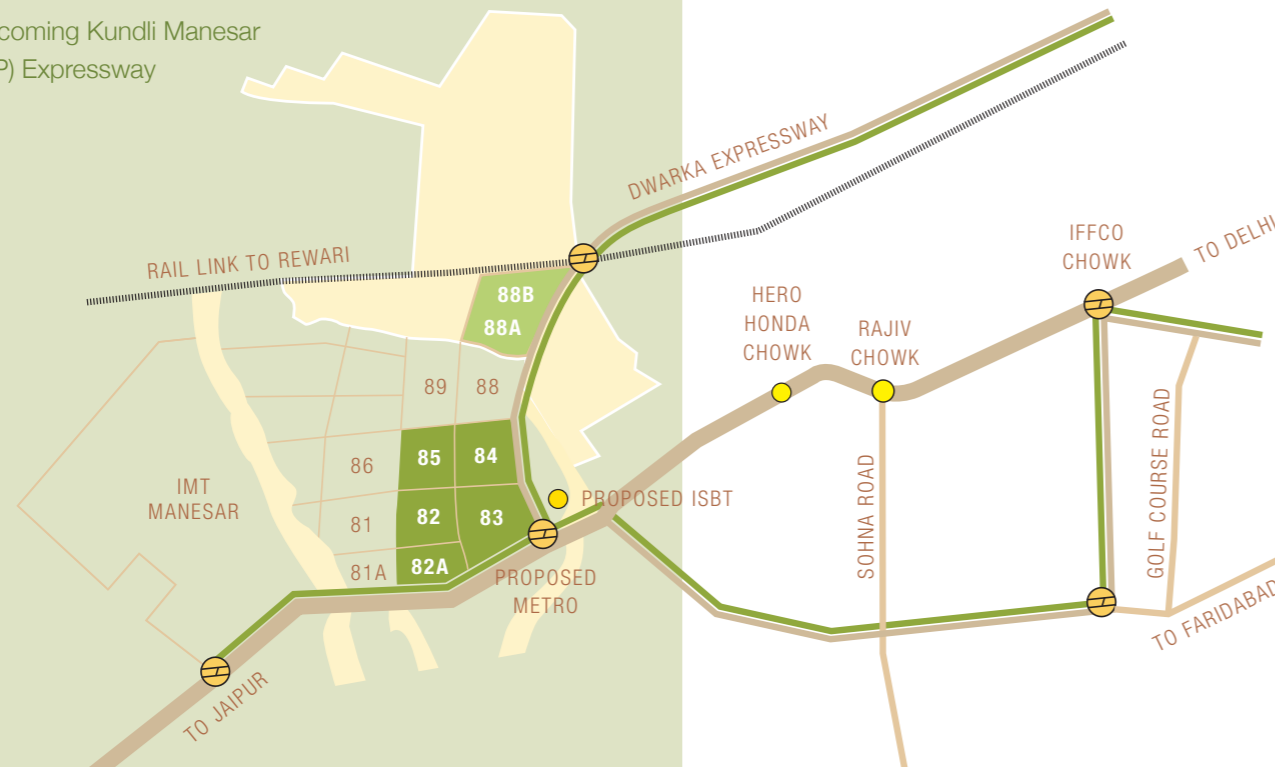 coming Kundli Manesar
P) Expressway
DWARKA EXPRESSWAY
RAIL LINK TO REWARI
IFFCO
CHOWK
TO DELHI
HERO
HONDA
CHOWK
RAJIV
CHOWK
88B
88A
89
88
86
85
84
IMT
MANESAR
81
82
83
PROPOSED ISBT
81A
82A
PROPOSED
METRO
SOHNA ROAD
GOLF COURSE ROAD
TO FARIDABAD
TO JAIPUR